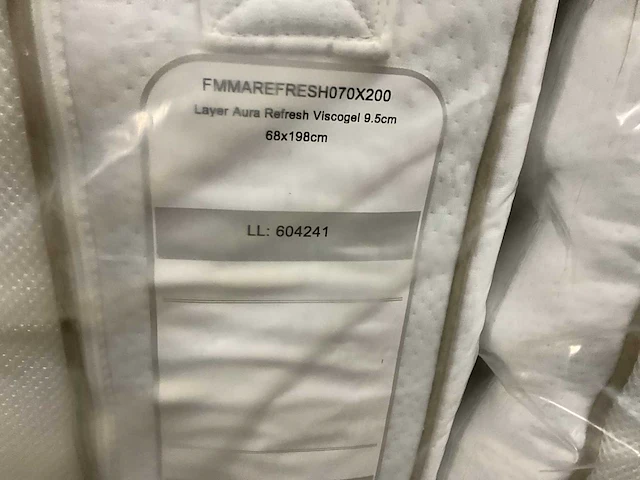 FMMAREFRESH070X200
Layer Aura Refresh Viscogel 9.5cm
68x198cm
LL: 604241